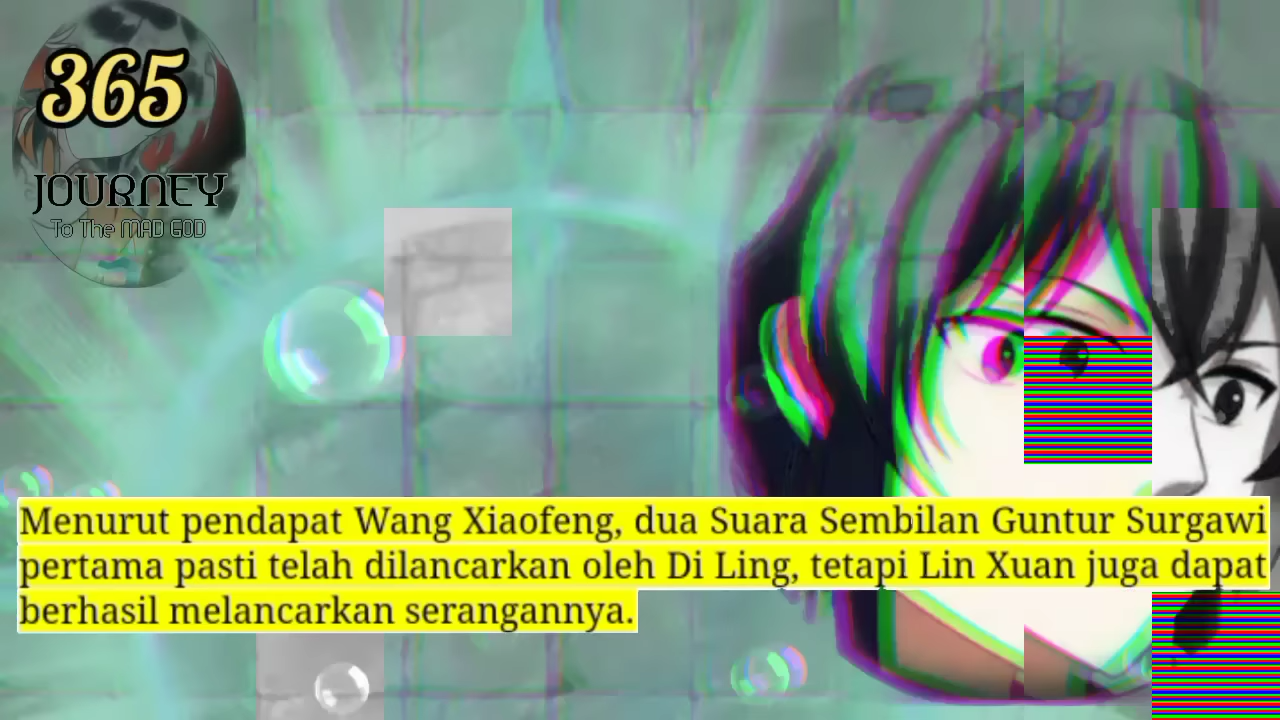 365
JOURNEY
To The MAD GOD
Menurut pendapat Wang Xiaofeng, dua Suara Sembilan Guntur Surgawi
pertama pasti telah dilancarkan oleh Di Ling, tetapi Lin Xuan juga dapat
berhasil melancarkan serangannya.